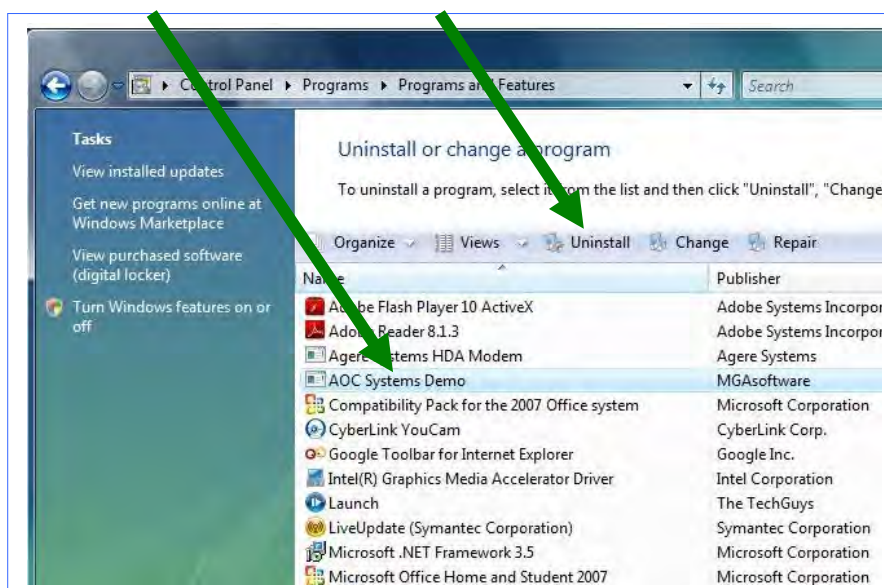 Control Panel Programs Programs and Features Search
Tasks
View installed updates
Get new programs online at
Windows Marketplace
View purchased software
(digital locker)
Turn Windows features on or
off
Uninstall or change a program
To uninstall a program, select it from the list and then click "Uninstall", "Change
Organize Views Uninstall Change Repair
Name Publisher
Adobe Flash Player 10 ActiveX Adobe Systems Incorpor
Adobe Reader 8.1.3 Adobe Systems Incorpor
Agere Systems HDA Modem Agere Systems
AOC Systems Demo MGAsoftware
Compatibility Pack for the 2007 Office system Microsoft Corporation
CyberLink YouCam CyberLink Corp.
Google Toolbar for Internet Explorer Google Inc.
Intel(R) Graphics Media Accelerator Driver Intel Corporation
Launch The TechGuys
LiveUpdate (Symantec Corporation) Symantec Corporation
Microsoft .NET Framework 3.5 Microsoft Corporation
Microsoft Office Home and Student 2007 Microsoft Corporation